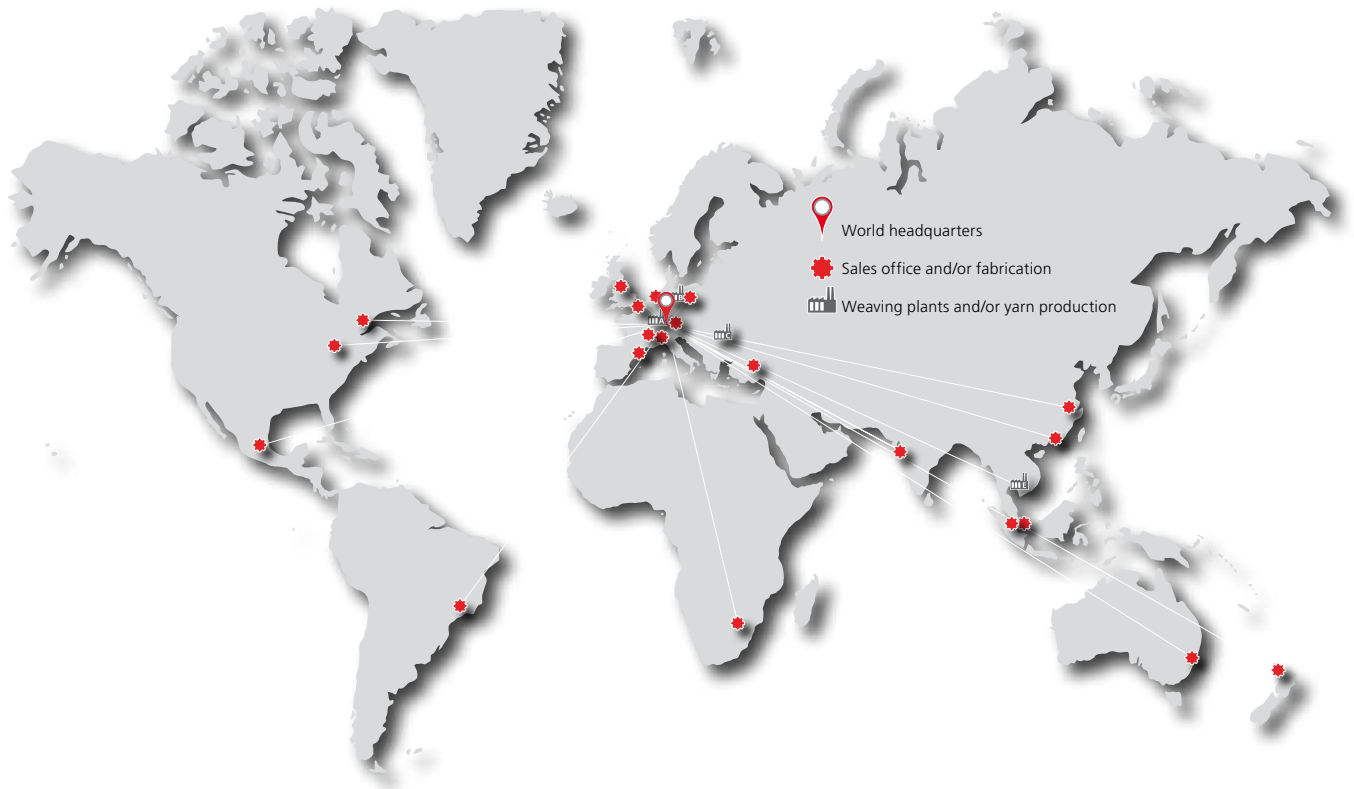 World headquarters
Sales office and/or fabrication
Weaving plants and/or yarn production
B
A
C
E